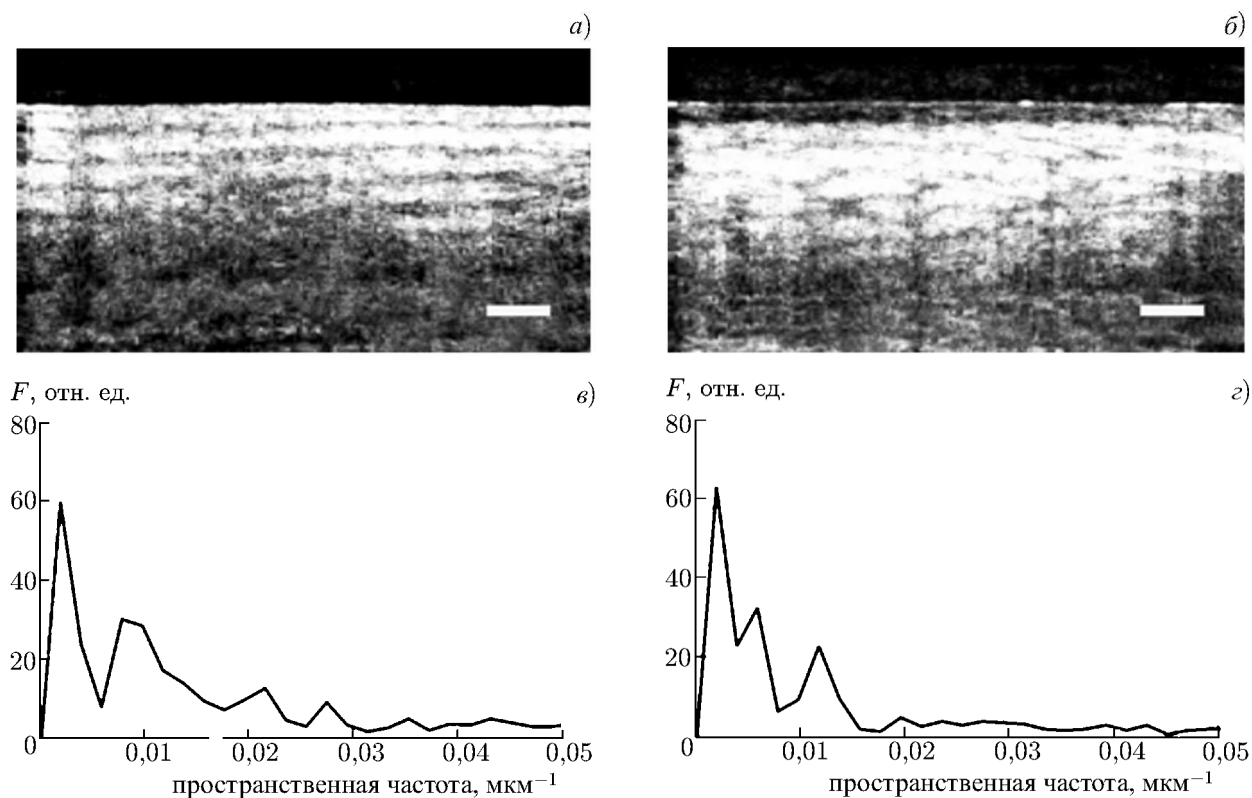 а)
б)
F, отн. ед.
в)
80
60
40
20
0
0,01
0,02
0,03
0,04
0,05
пространственная частота, мкм⁻¹
F, отн. ед.
г)
80
60
40
20
0
0,01
0,02
0,03
0,04
0,05
пространственная частота, мкм⁻¹